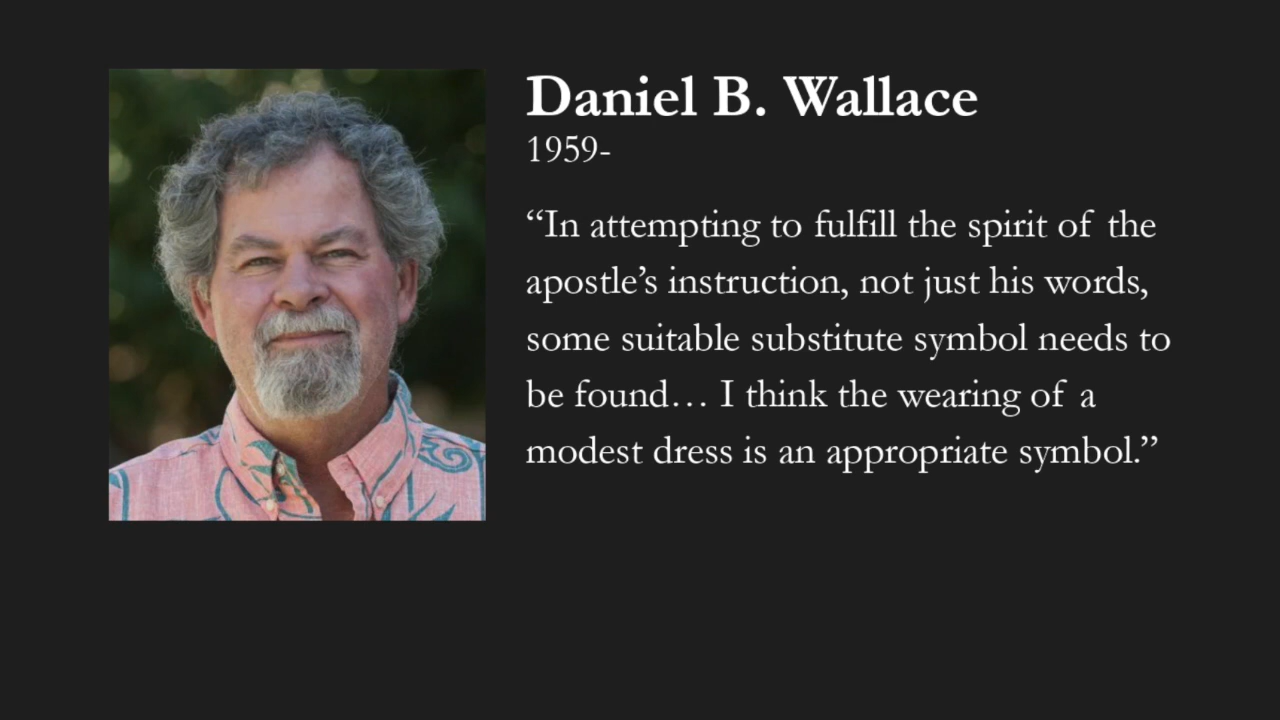 Daniel B. Wallace
1959-
“In attempting to fulfill the spirit of the
apostle’s instruction, not just his words,
some suitable substitute symbol needs to
be found… I think the wearing of a
modest dress is an appropriate symbol.”